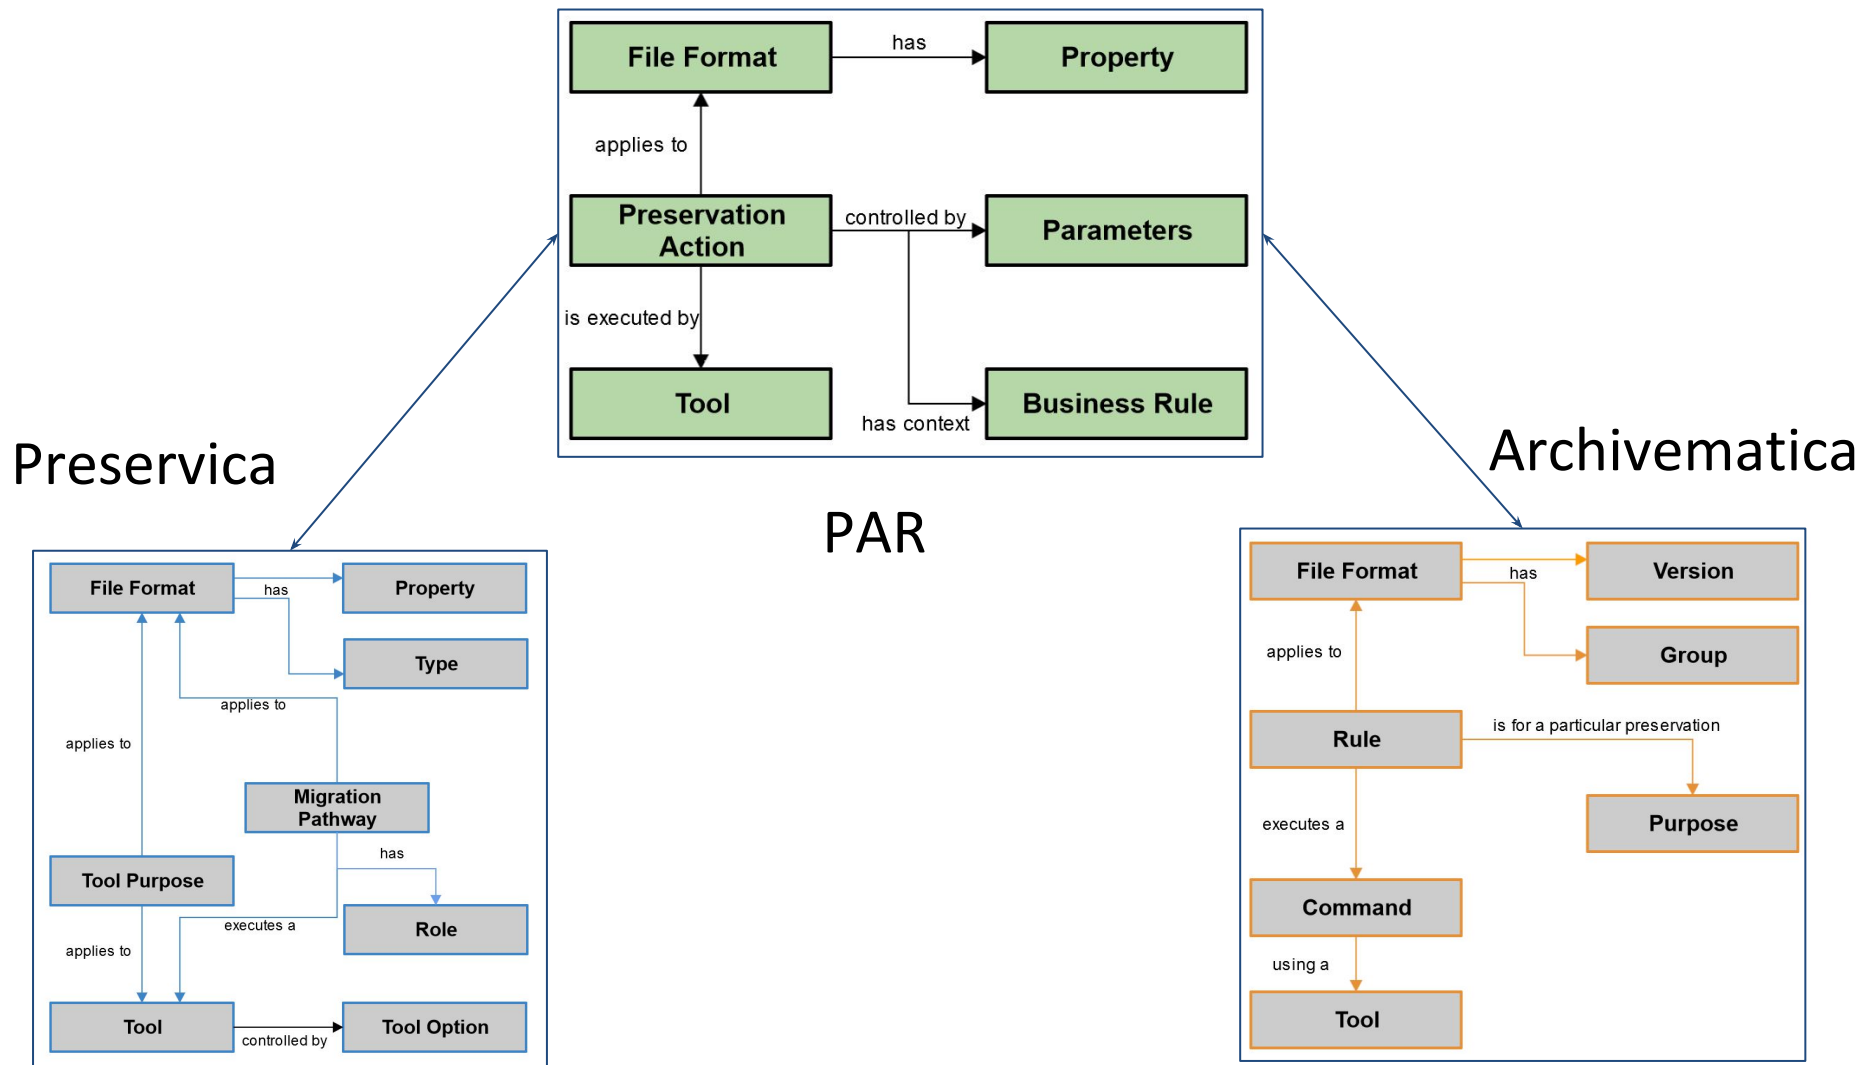 File Format
has
Property
applies to
Preservation
Action
controlled by
Parameters
is executed by
Tool
has context
Business Rule
PAR
Preservica
File Format
has
Property
Type
applies to
applies to
Migration
Pathway
has
Tool Purpose
Role
executes a
applies to
Tool
controlled by
Tool Option
Archivematica
File Format
has
Version
Group
applies to
Rule
is for a particular preservation
Purpose
executes a
Command
using a
Tool